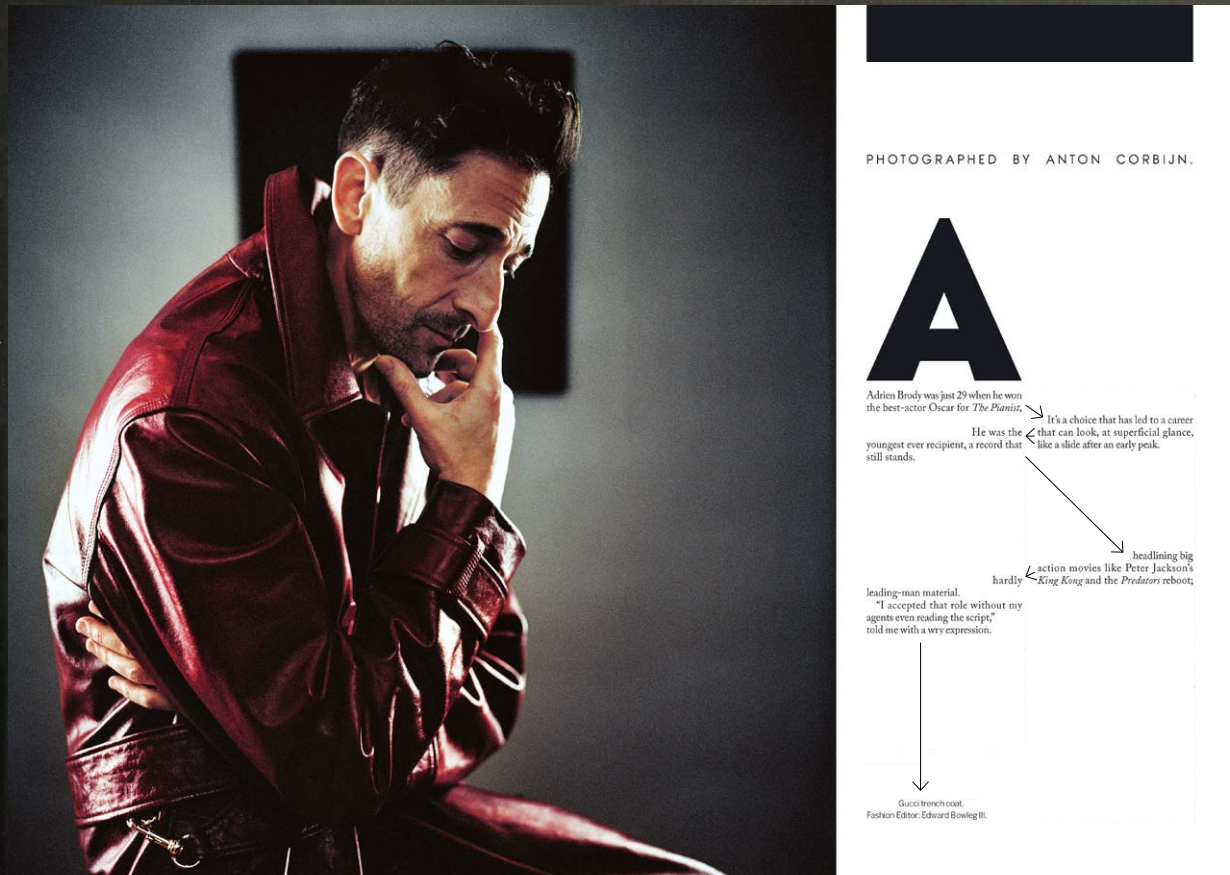 PHOTOGRAPHED BY ANTON CORBIJN.
A
Adrien Brody was just 29 when he won
the best-actor Oscar for The Pianist,
It's a choice that has led to a career
that can look, at superficial glance,
like a slide after an early peak.
He was the
youngest ever recipient, a record that
still stands.
headlining big
action movies like Peter Jackson's
King Kong and the Predators reboot;
hardly
leading-man material.
"I accepted that role without my
agents even reading the script,"
told me with a wry expression.
Gucci trench coat.
Fashion Editor: Edward Bowleg III.